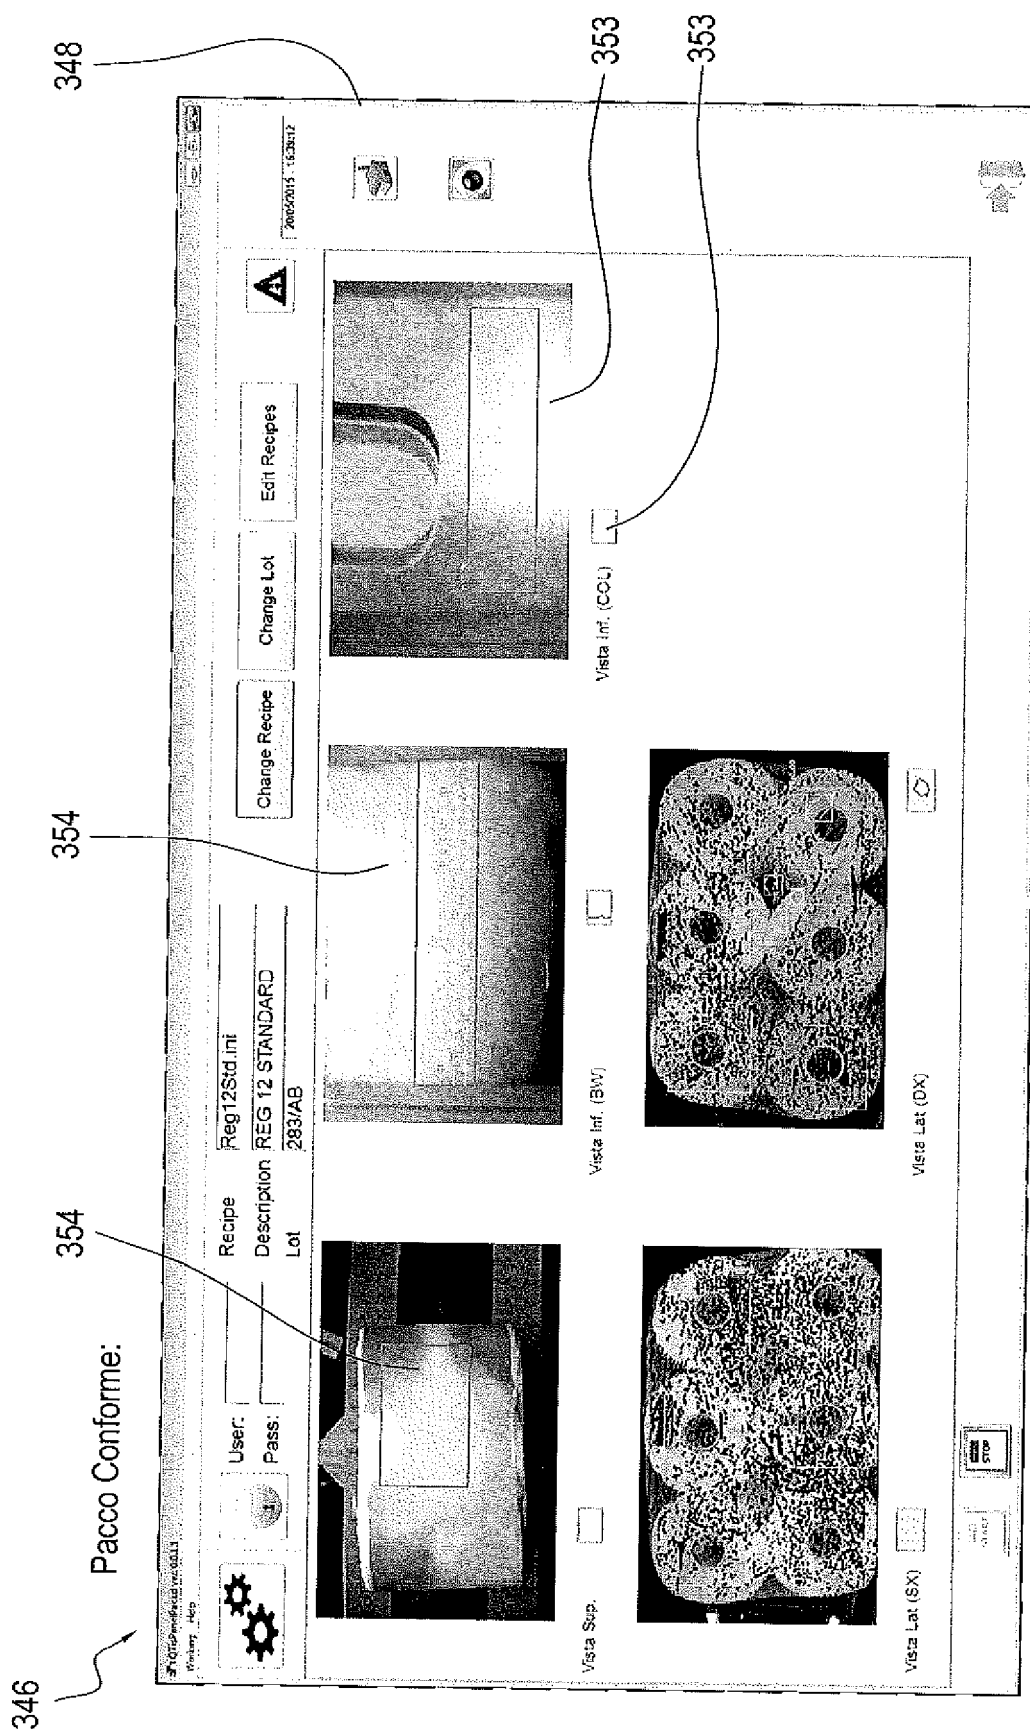 346
348
Pacco Conforme:
354
354
353
353
Working Help
User:
Pass:
Recipe Reg12Std.ini
Description REG 12 STANDARD
Lot 283/AB
Change Recipe
Change Lot
Edit Recipes
Vista Sup.
Vista Inf. (BW)
Vista Inf. (COL)
Vista Lat (SX)
Vista Lat (DX)
STOP